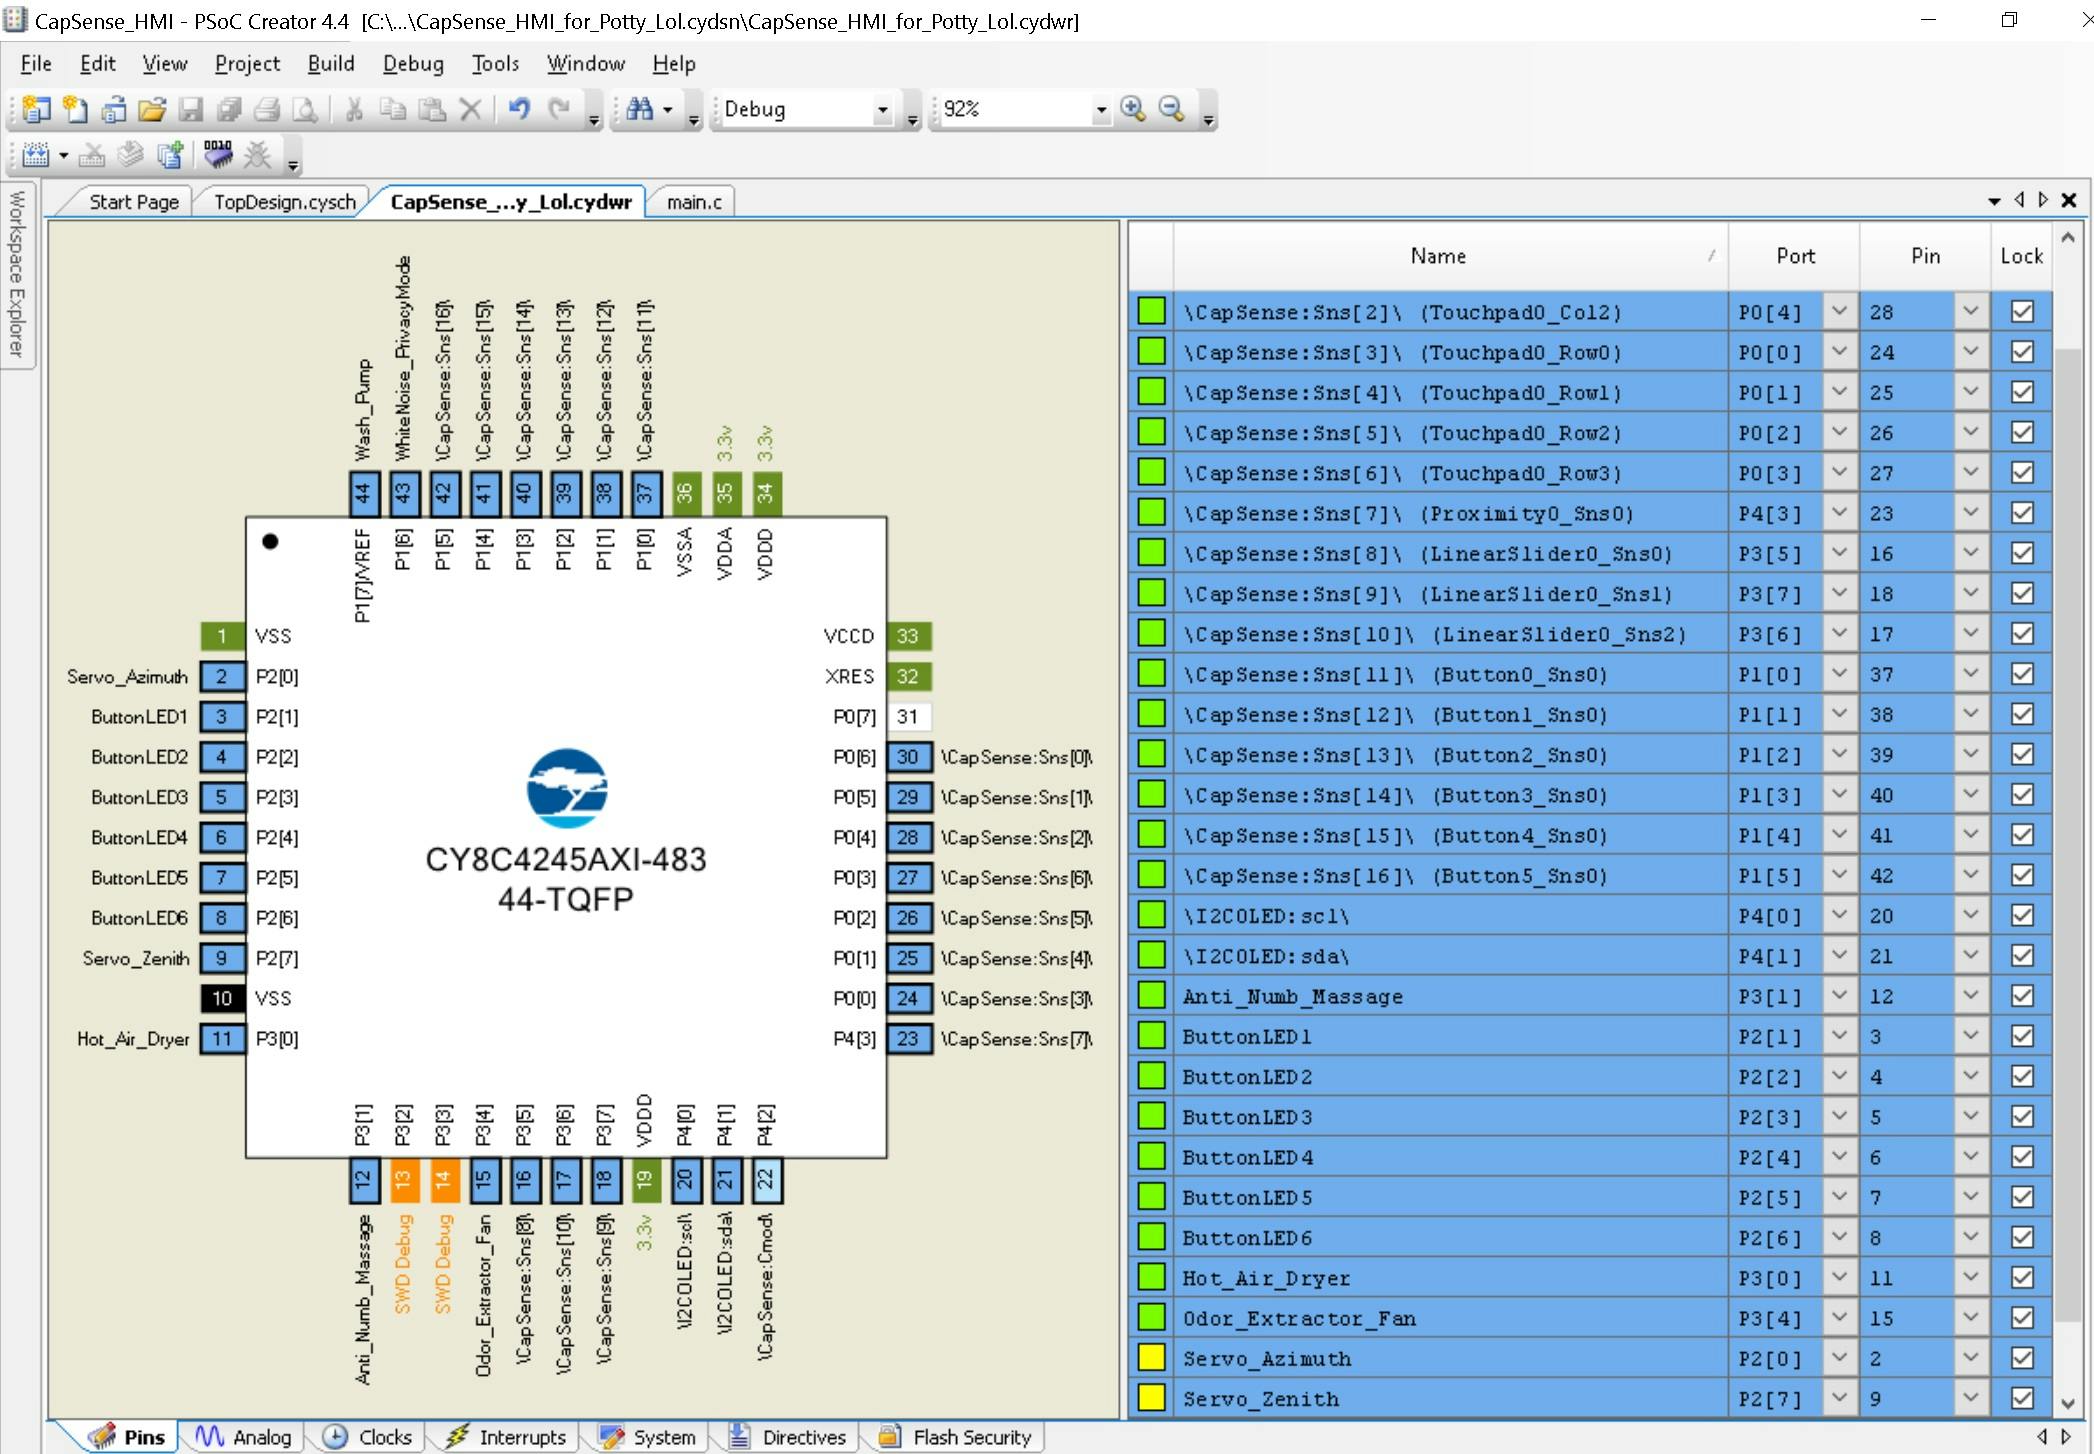 CapSense_HMI - PSoC Creator 4.4 [C:\...\CapSense_HMI_for_Potty_Lol.cydsn\CapSense_HMI_for_Potty_Lol.cydwr]
File Edit View Project Build Debug Tools Window Help
Debug 92%
0010
Workspace Explorer
Start Page TopDesign.cysch CapSense_...y_Lol.cydwr main.c
Wash_Pump
WhiteNoise_PrivacyMode
\CapSense:Sns[16]\
\CapSense:Sns[15]\
\CapSense:Sns[14]\
\CapSense:Sns[13]\
\CapSense:Sns[12]\
\CapSense:Sns[11]\
3.3v
3.3v
44 43 42 41 40 39 38 37 36 35 34
P1[7]/VREF P1[6] P1[5] P1[4] P1[3] P1[2] P1[1] P1[0] VSSA VDDA VDDD
1 VSS
Servo_Azimuth 2 P2[0]
ButtonLED1 3 P2[1]
ButtonLED2 4 P2[2]
ButtonLED3 5 P2[3]
ButtonLED4 6 P2[4]
ButtonLED5 7 P2[5]
ButtonLED6 8 P2[6]
Servo_Zenith 9 P2[7]
10 VSS
Hot_Air_Dryer 11 P3[0]
CY8C4245AXI-483
44-TQFP
VCCD 33
XRES 32
P0[7] 31
P0[6] 30 \CapSense:Sns[0]\
P0[5] 29 \CapSense:Sns[1]\
P0[4] 28 \CapSense:Sns[2]\
P0[3] 27 \CapSense:Sns[6]\
P0[2] 26 \CapSense:Sns[5]\
P0[1] 25 \CapSense:Sns[4]\
P0[0] 24 \CapSense:Sns[3]\
P4[3] 23 \CapSense:Sns[7]\
P3[1] P3[2] P3[3] P3[4] P3[5] P3[6] P3[7] VDDD P4[0] P4[1] P4[2]
12 13 14 15 16 17 18 19 20 21 22
Anti_Numb_Massage
SWD Debug
SWD Debug
Odor_Extractor_Fan
\CapSense:Sns[8]\
\CapSense:Sns[10]\
\CapSense:Sns[9]\
3.3v
\I2COLED:scl\
\I2COLED:sda\
\CapSense:Cmod\
Name Port Pin Lock
\CapSense:Sns[2]\ (Touchpad0_Col2) P0[4] 28
\CapSense:Sns[3]\ (Touchpad0_Row0) P0[0] 24
\CapSense:Sns[4]\ (Touchpad0_Row1) P0[1] 25
\CapSense:Sns[5]\ (Touchpad0_Row2) P0[2] 26
\CapSense:Sns[6]\ (Touchpad0_Row3) P0[3] 27
\CapSense:Sns[7]\ (Proximity0_Sns0) P4[3] 23
\CapSense:Sns[8]\ (LinearSlider0_Sns0) P3[5] 16
\CapSense:Sns[9]\ (LinearSlider0_Sns1) P3[7] 18
\CapSense:Sns[10]\ (LinearSlider0_Sns2) P3[6] 17
\CapSense:Sns[11]\ (Button0_Sns0) P1[0] 37
\CapSense:Sns[12]\ (Button1_Sns0) P1[1] 38
\CapSense:Sns[13]\ (Button2_Sns0) P1[2] 39
\CapSense:Sns[14]\ (Button3_Sns0) P1[3] 40
\CapSense:Sns[15]\ (Button4_Sns0) P1[4] 41
\CapSense:Sns[16]\ (Button5_Sns0) P1[5] 42
\I2COLED:scl\ P4[0] 20
\I2COLED:sda\ P4[1] 21
Anti_Numb_Massage P3[1] 12
ButtonLED1 P2[1] 3
ButtonLED2 P2[2] 4
ButtonLED3 P2[3] 5
ButtonLED4 P2[4] 6
ButtonLED5 P2[5] 7
ButtonLED6 P2[6] 8
Hot_Air_Dryer P3[0] 11
Odor_Extractor_Fan P3[4] 15
Servo_Azimuth P2[0] 2
Servo_Zenith P2[7] 9
Pins Analog Clocks Interrupts System Directives Flash Security